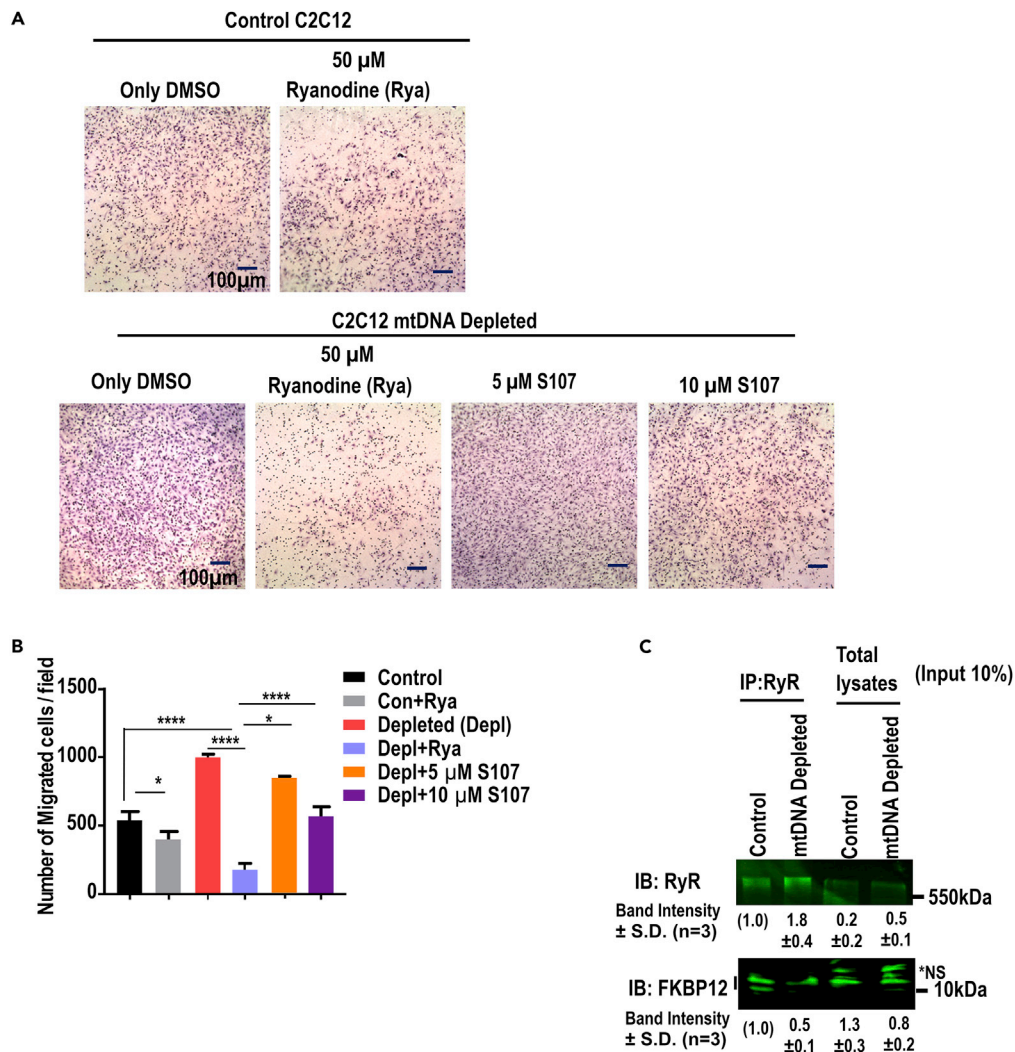 A
Control C2C12
50 µM
Only DMSO
Ryanodine (Rya)
100µm
C2C12 mtDNA Depleted
50 µM
Only DMSO
Ryanodine (Rya)
5 µM S107
10 µM S107
100µm
B
Number of Migrated cells / field
1500
1000
500
0
****
*
****
****
*
Control
Con+Rya
Depleted (Depl)
Depl+Rya
Depl+5 µM S107
Depl+10 µM S107
C
IP:RyR
Total
lysates
(Input 10%)
Control
mtDNA Depleted
Control
mtDNA Depleted
IB: RyR
550kDa
Band Intensity
± S.D. (n=3)
(1.0)
1.8
±0.4
0.2
±0.2
0.5
±0.1
IB: FKBP12
*NS
10kDa
Band Intensity
± S.D. (n=3)
(1.0)
0.5
±0.1
1.3
±0.3
0.8
±0.2